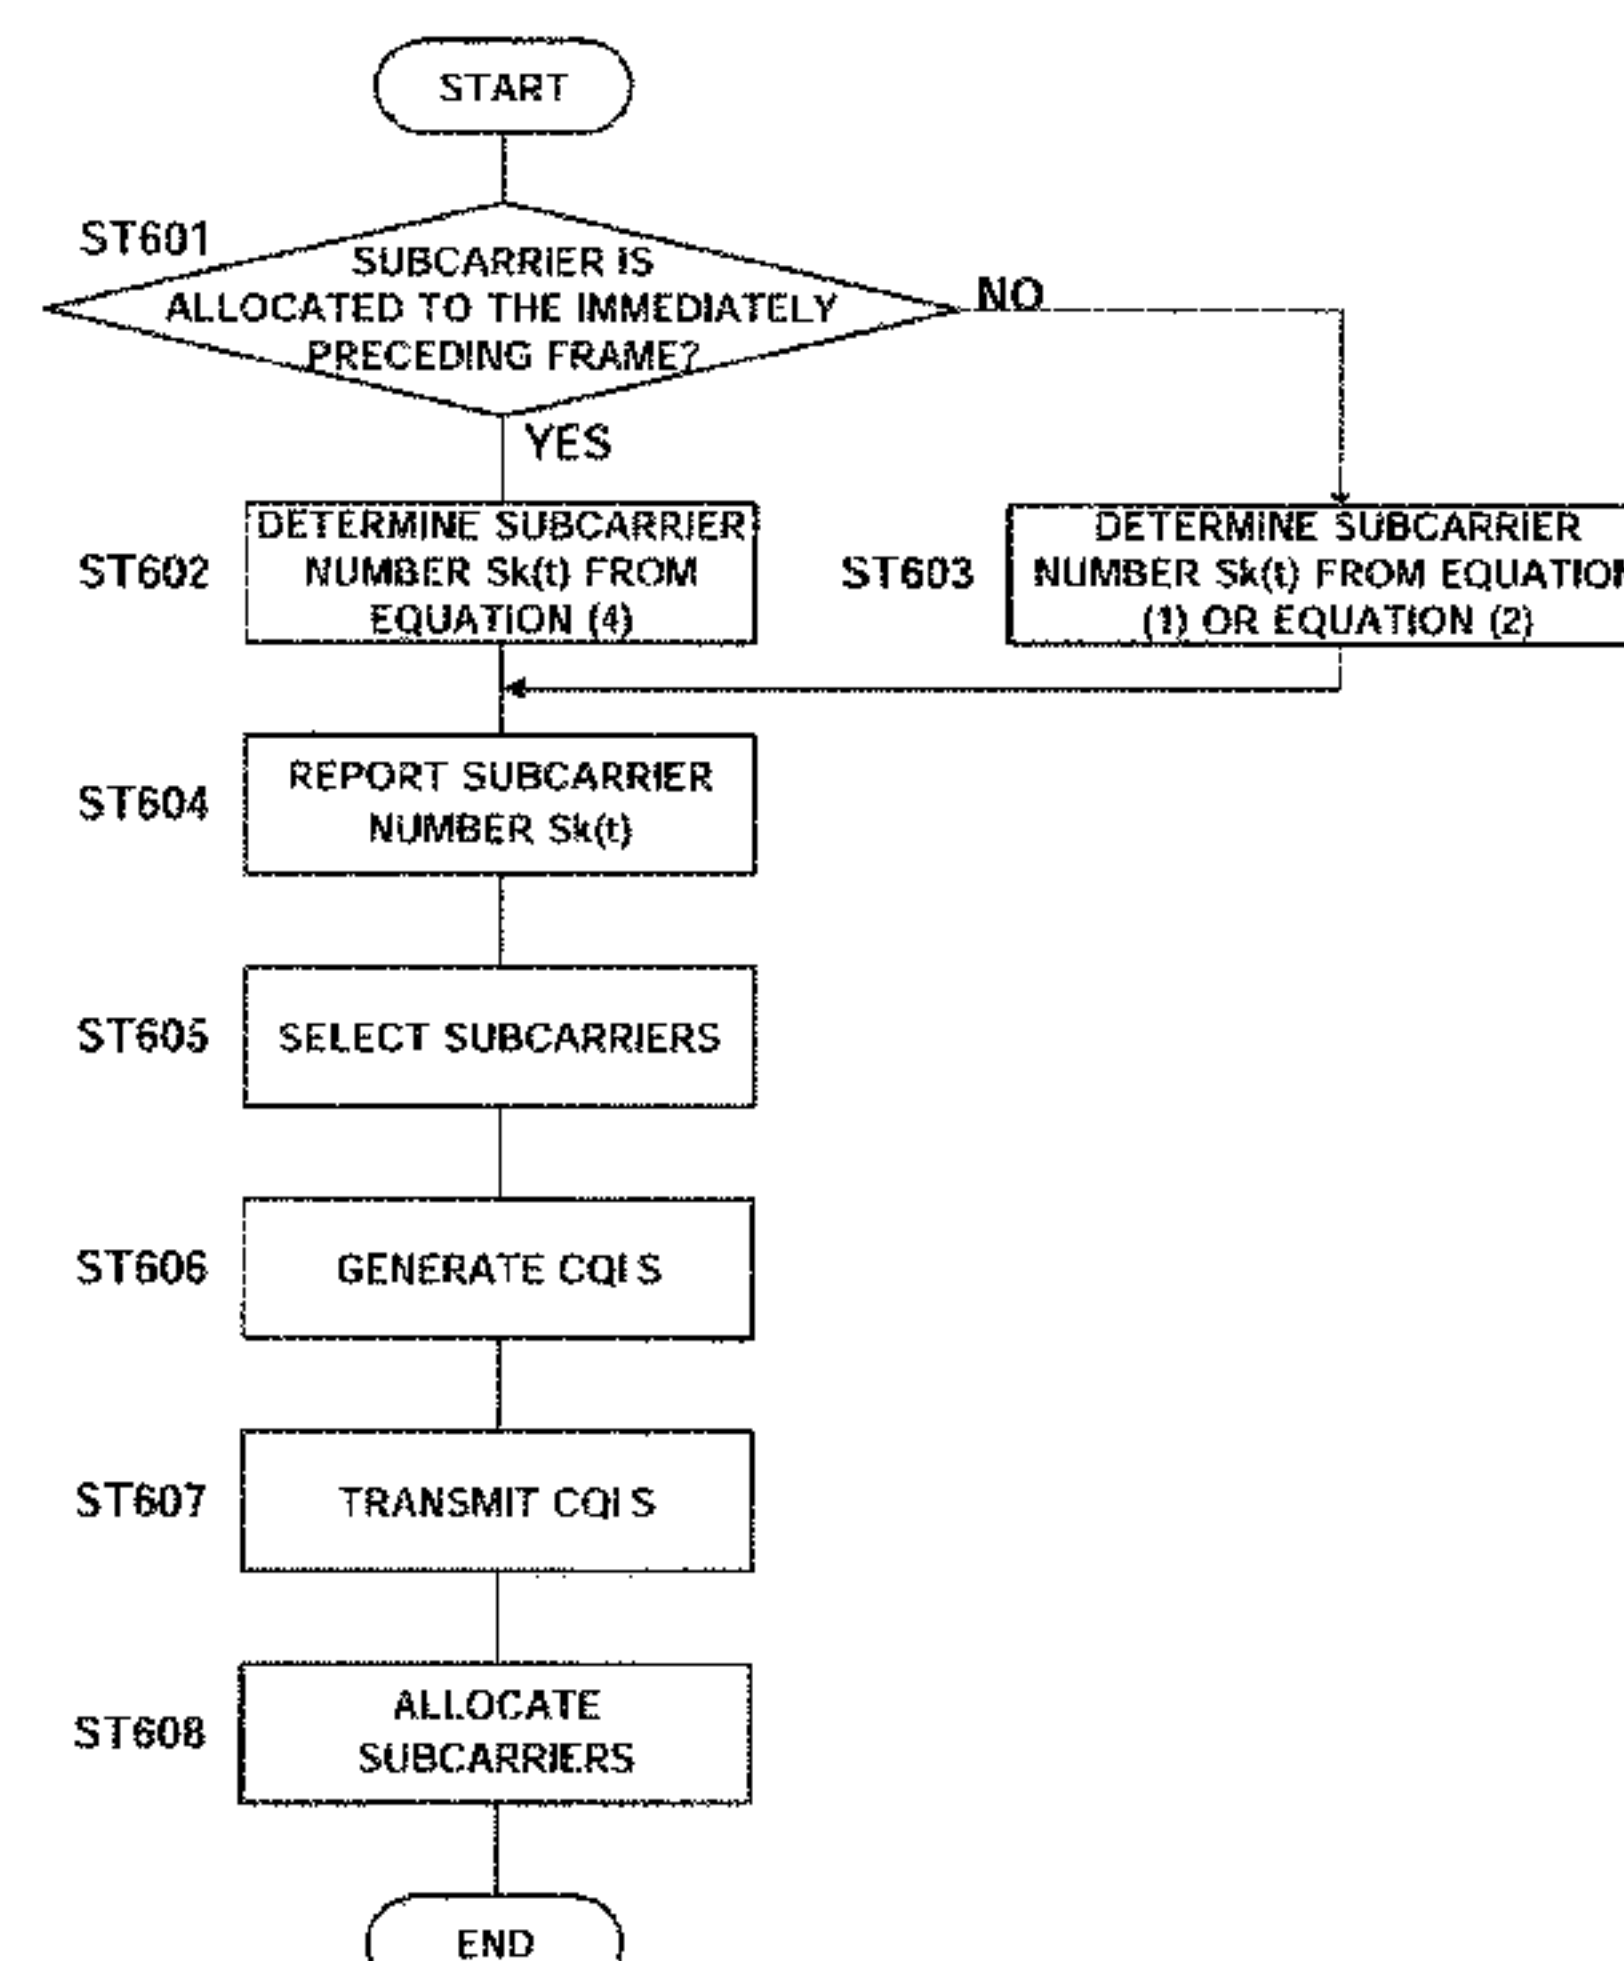 START
ST601
SUBCARRIER IS
ALLOCATED TO THE IMMEDIATELY
PRECEDING FRAME?
NO
YES
ST602
DETERMINE SUBCARRIER
NUMBER Sk(t) FROM
EQUATION (4)
ST603
DETERMINE SUBCARRIER
NUMBER Sk(t) FROM EQUATION
(1) OR EQUATION (2)
ST604
REPORT SUBCARRIER
NUMBER Sk(t)
ST605
SELECT SUBCARRIERS
ST606
GENERATE CQI S
ST607
TRANSMIT CQI S
ST608
ALLOCATE
SUBCARRIERS
END